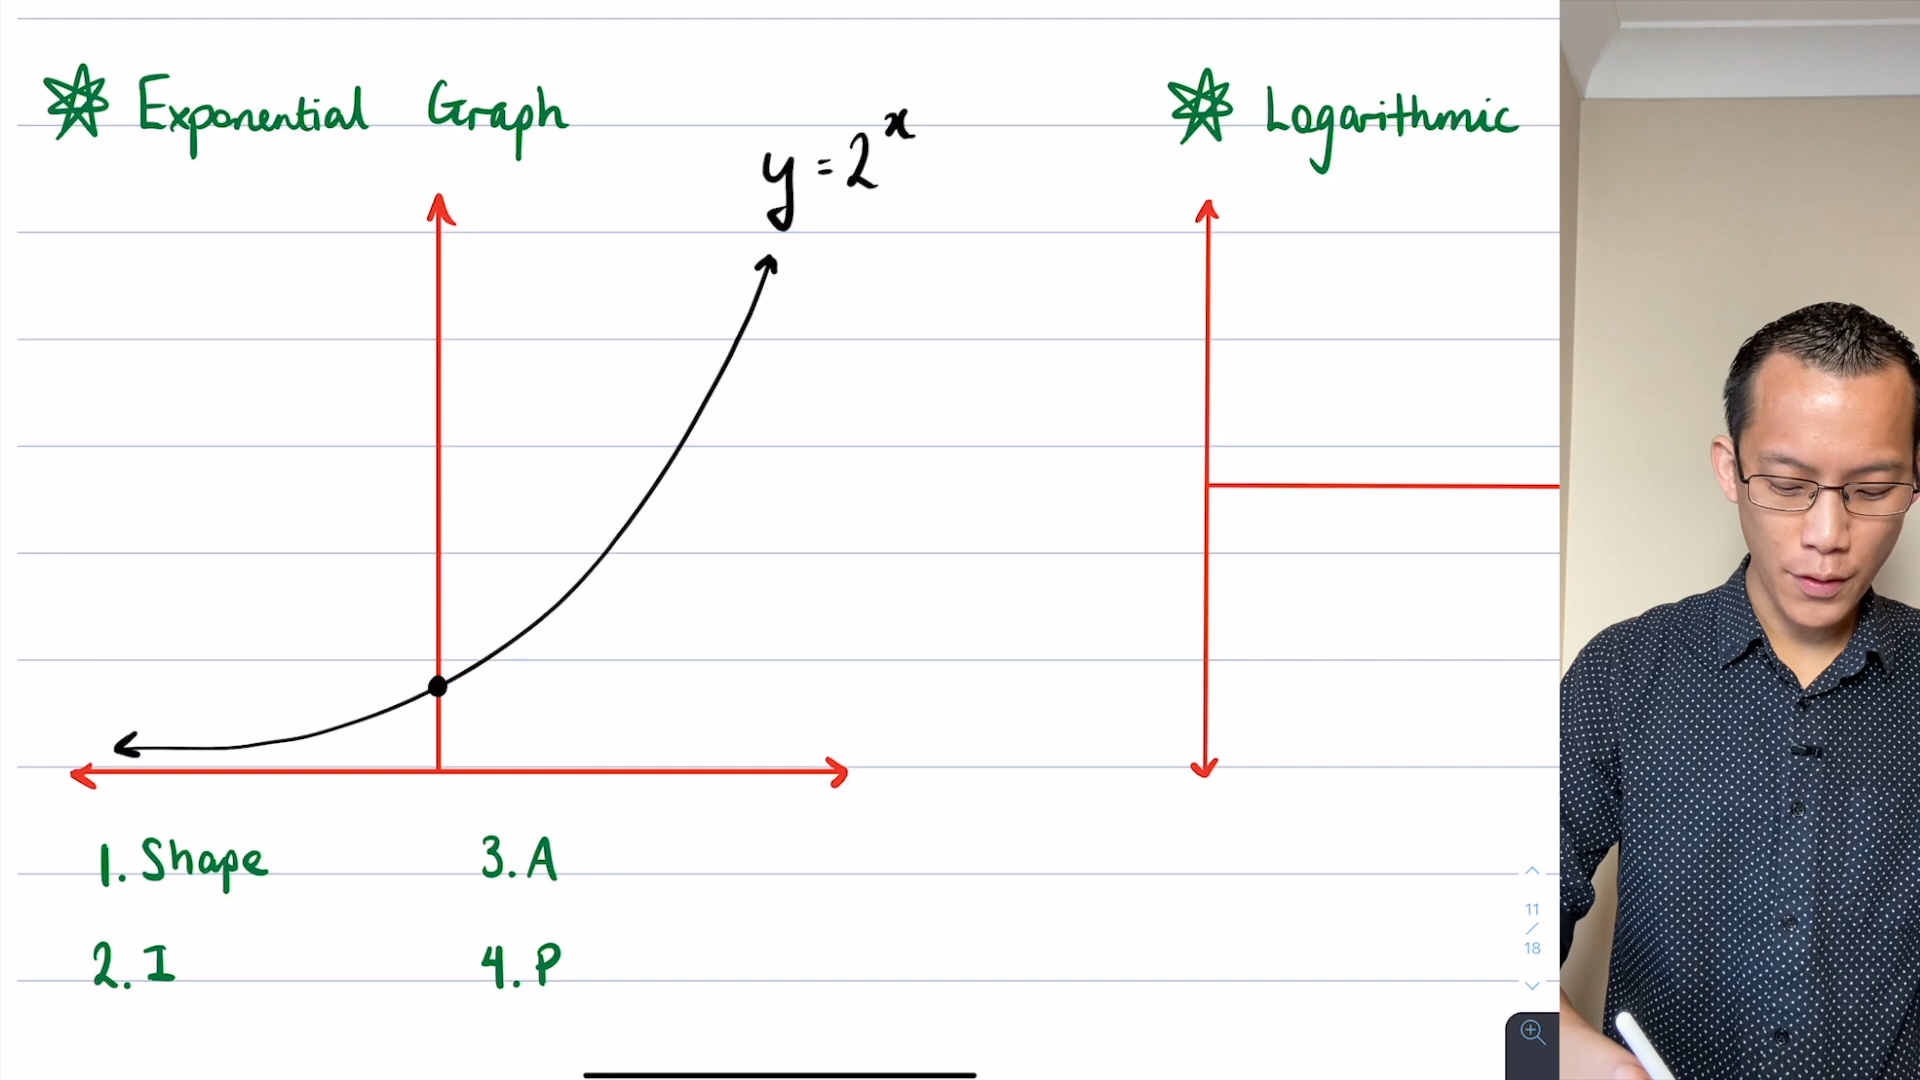 Exponential Graph
y = 2^x
Logarithmic
1. Shape
2. I
3. A
4. P
11
/
18